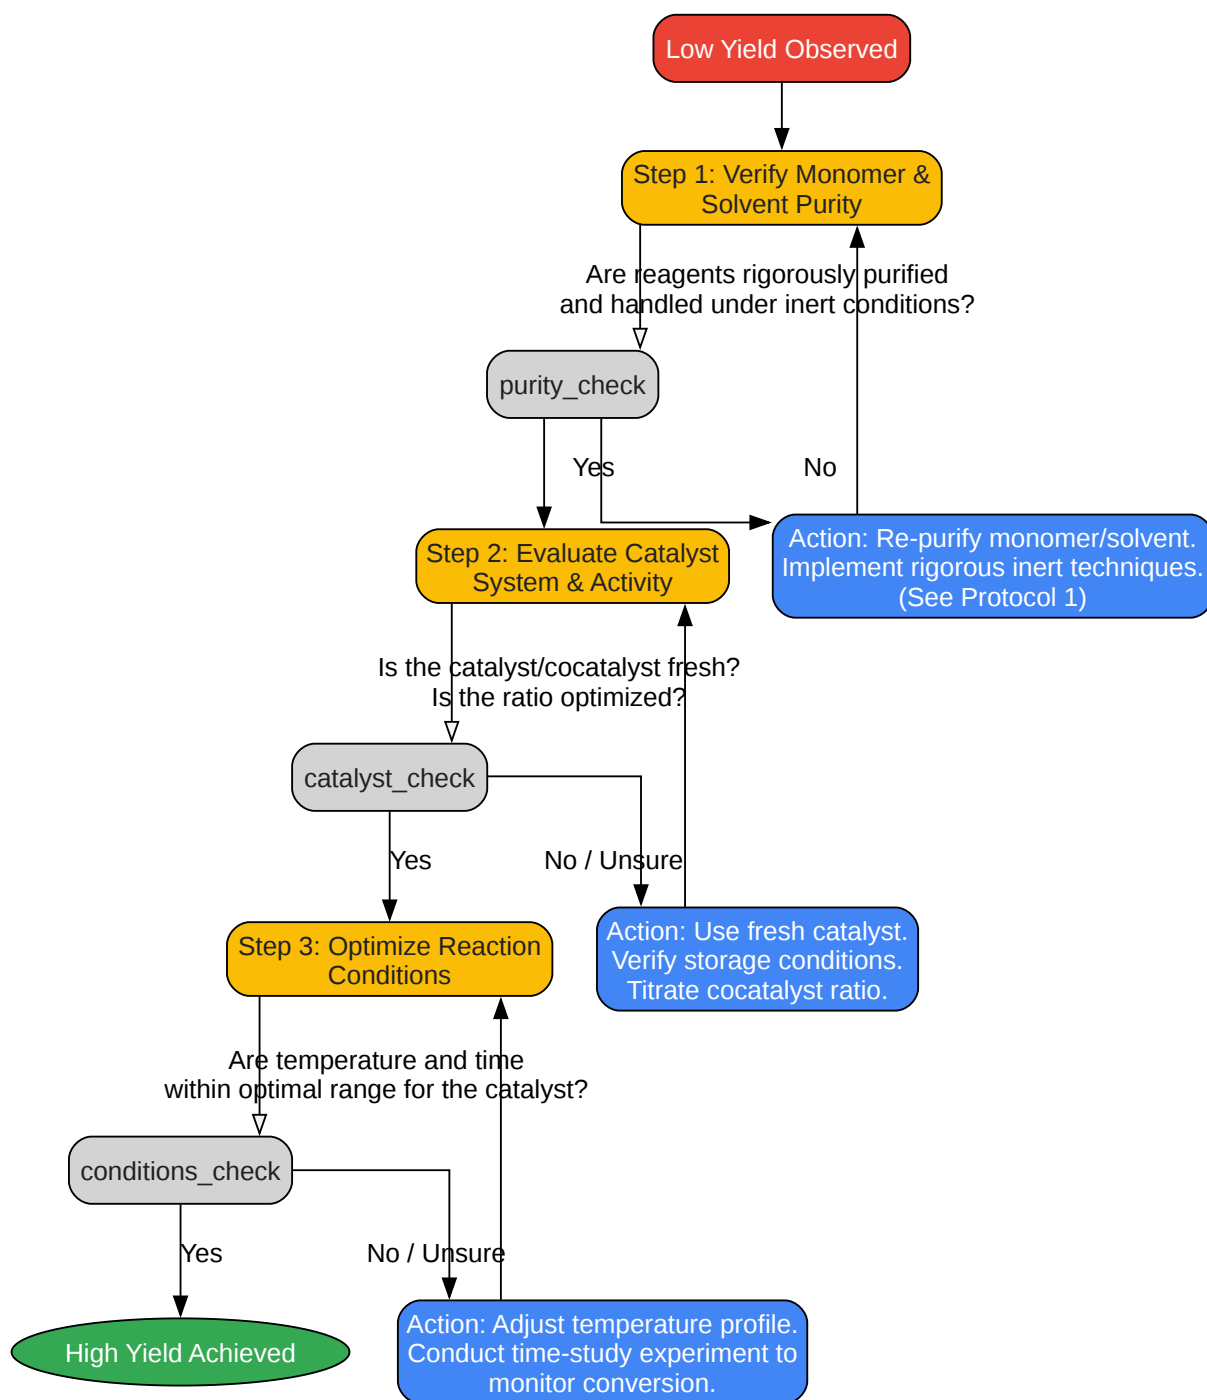 Low Yield Observed
Step 1: Verify Monomer &
Solvent Purity
Are reagents rigorously purified
and handled under inert conditions?
purity_check
Yes
No
Step 2: Evaluate Catalyst
System & Activity
Action: Re-purify monomer/solvent.
Implement rigorous inert techniques.
(See Protocol 1)
Is the catalyst/cocatalyst fresh?
Is the ratio optimized?
catalyst_check
Yes
No / Unsure
Step 3: Optimize Reaction
Conditions
Action: Use fresh catalyst.
Verify storage conditions.
Titrate cocatalyst ratio.
Are temperature and time
within optimal range for the catalyst?
conditions_check
Yes
No / Unsure
High Yield Achieved
Action: Adjust temperature profile.
Conduct time-study experiment to
monitor conversion.